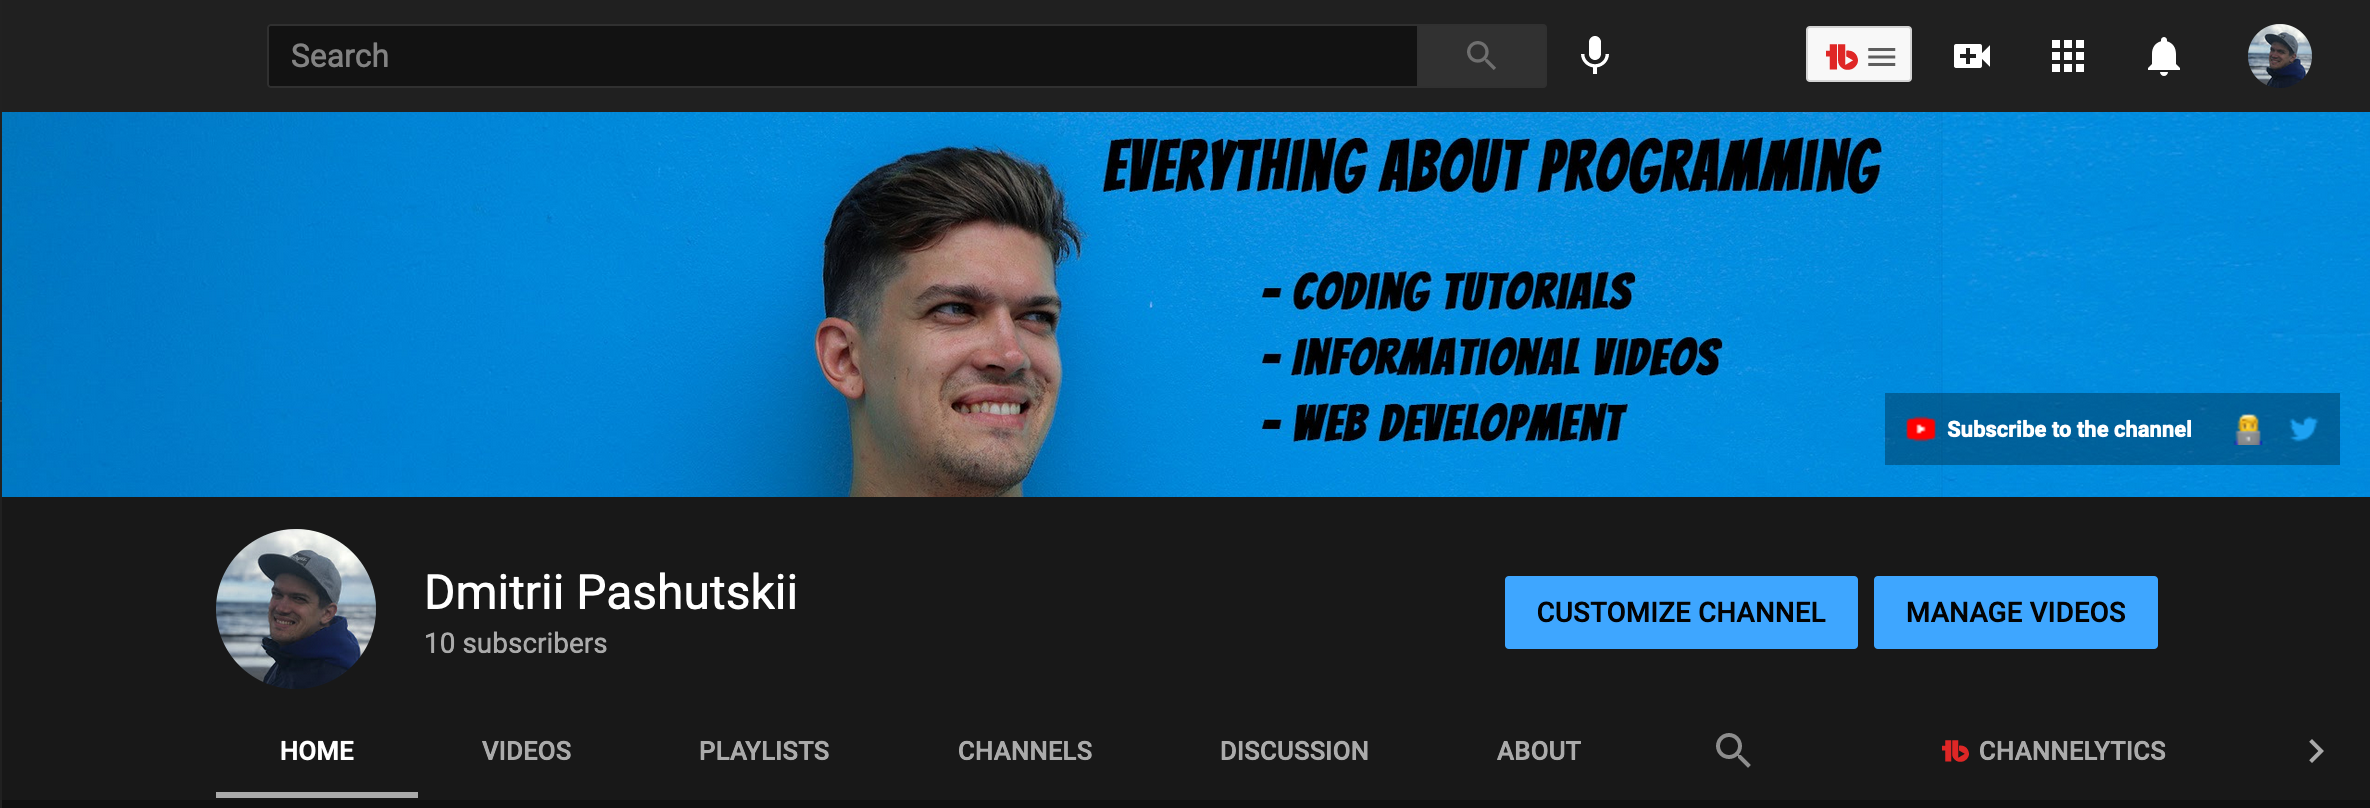 Search
EVERYTHING ABOUT PROGRAMMING
- CODING TUTORIALS
- INFORMATIONAL VIDEOS
- WEB DEVELOPMENT
Subscribe to the channel
Dmitrii Pashutskii
10 subscribers
CUSTOMIZE CHANNEL
MANAGE VIDEOS
HOME VIDEOS PLAYLISTS CHANNELS DISCUSSION ABOUT CHANNELYTICS